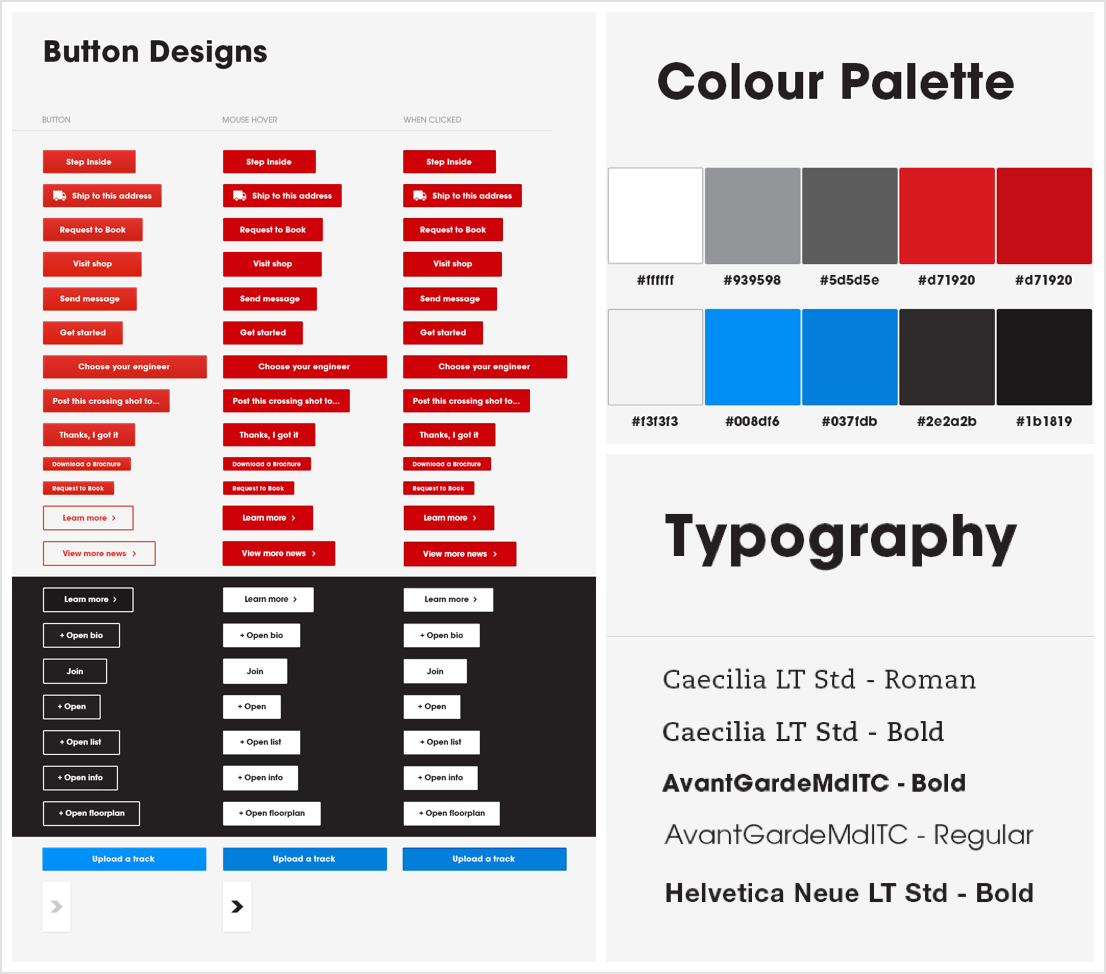 Button Designs
BUTTON MOUSE HOVER WHEN CLICKED
Step Inside Step Inside Step Inside
Ship to this address Ship to this address Ship to this address
Request to Book Request to Book Request to Book
Visit shop Visit shop Visit shop
Send message Send message Send message
Get started Get started Get started
Choose your engineer Choose your engineer Choose your engineer
Post this crossing shot to... Post this crossing shot to... Post this crossing shot to...
Thanks, I got it Thanks, I got it Thanks, I got it
Download a Brochure Download a Brochure Download a Brochure
Request to Book Request to Book Request to Book
Learn more › Learn more › Learn more ›
View more news › View more news › View more news ›
Learn more › Learn more › Learn more ›
+ Open bio + Open bio + Open bio
Join Join Join
+ Open + Open + Open
+ Open list + Open list + Open list
+ Open info + Open info + Open info
+ Open floorplan + Open floorplan + Open floorplan
Upload a track Upload a track Upload a track
Colour Palette
#ffffff #939598 #5d5d5e #d71920 #d71920
#f3f3f3 #008df6 #037fdb #2e2a2b #1b1819
Typography
Caecilia LT Std - Roman
Caecilia LT Std - Bold
AvantGardeMdITC - Bold
AvantGardeMdITC - Regular
Helvetica Neue LT Std - Bold